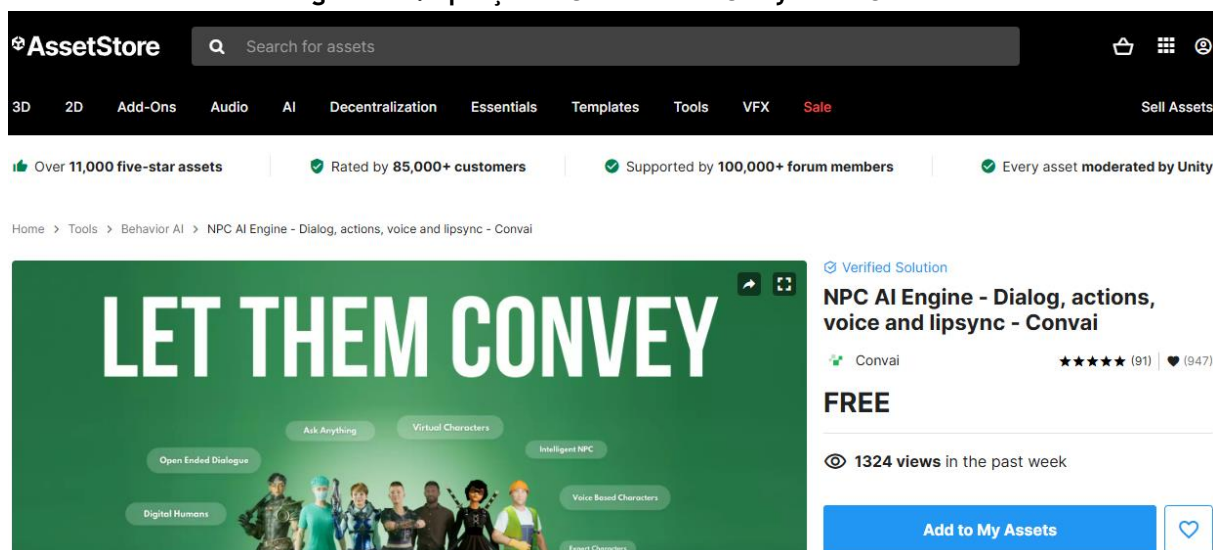 AssetStore
Search for assets
3D 2D Add-Ons Audio AI Decentralization Essentials Templates Tools VFX Sale Sell Assets
Over 11,000 five-star assets Rated by 85,000+ customers Supported by 100,000+ forum members Every asset moderated by Unity
Home > Tools > Behavior AI > NPC AI Engine - Dialog, actions, voice and lipsync - Convai
LET THEM CONVEY
Ask Anything
Virtual Characters
Intelligent NPC
Open Ended Dialogue
Voice Based Characters
Digital Humans
Expert Characters
Verified Solution
NPC AI Engine - Dialog, actions,
voice and lipsync - Convai
Convai ★★★★★ (91) (947)
FREE
1324 views in the past week
Add to My Assets